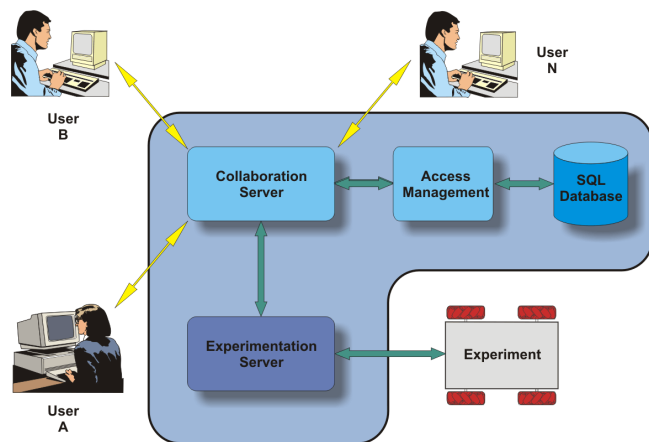 User
N
User
B
Collaboration
Server
Access
Management
SQL
Database
Experimentation
Server
Experiment
User
A